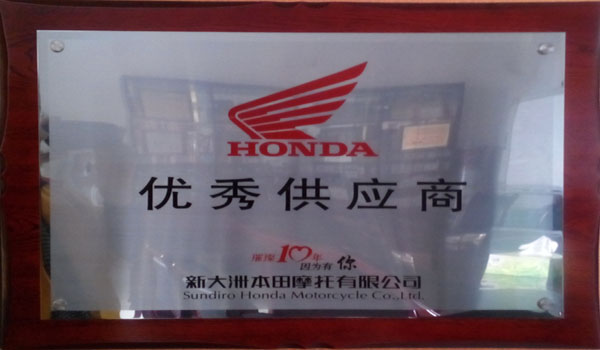 HONDA
优秀供应商
璀璨10年
因为有 你
新大洲本田摩托有限公司
Sundiro Honda Motorcycle Co.,Ltd.